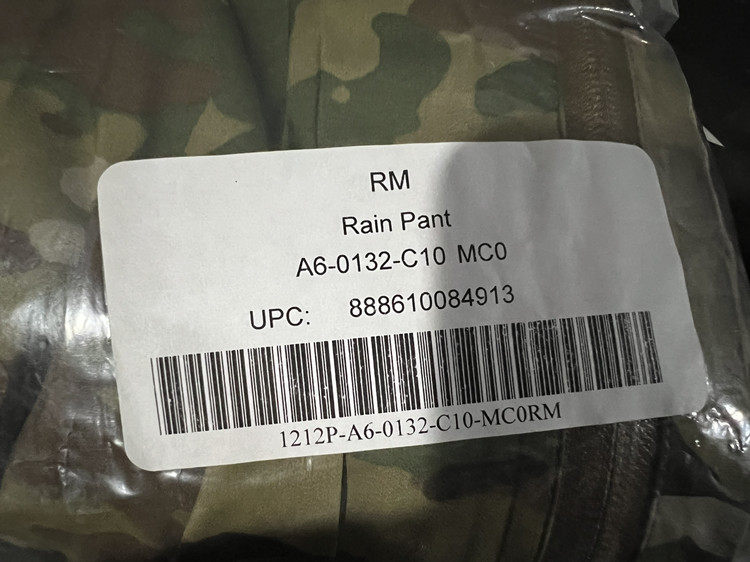 RM
Rain Pant
A6-0132-C10 MC0
UPC: 888610084913
1212P-A6-0132-C10-MC0RM